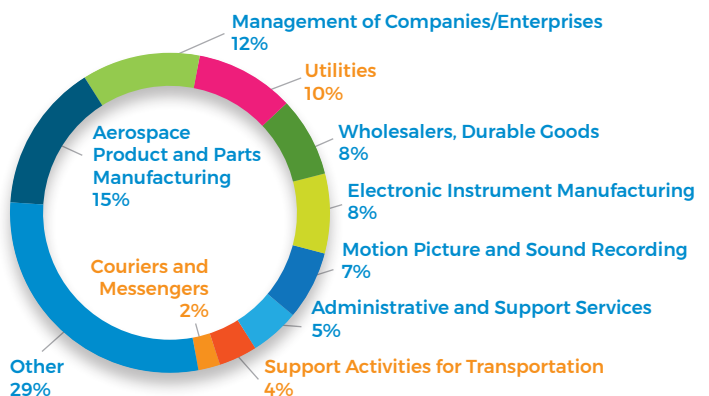 Management of Companies/Enterprises
12%
Utilities
10%
Wholesalers, Durable Goods
8%
Electronic Instrument Manufacturing
8%
Motion Picture and Sound Recording
7%
Administrative and Support Services
5%
Support Activities for Transportation
4%
Couriers and
Messengers
2%
Other
29%
Aerospace
Product and Parts
Manufacturing
15%